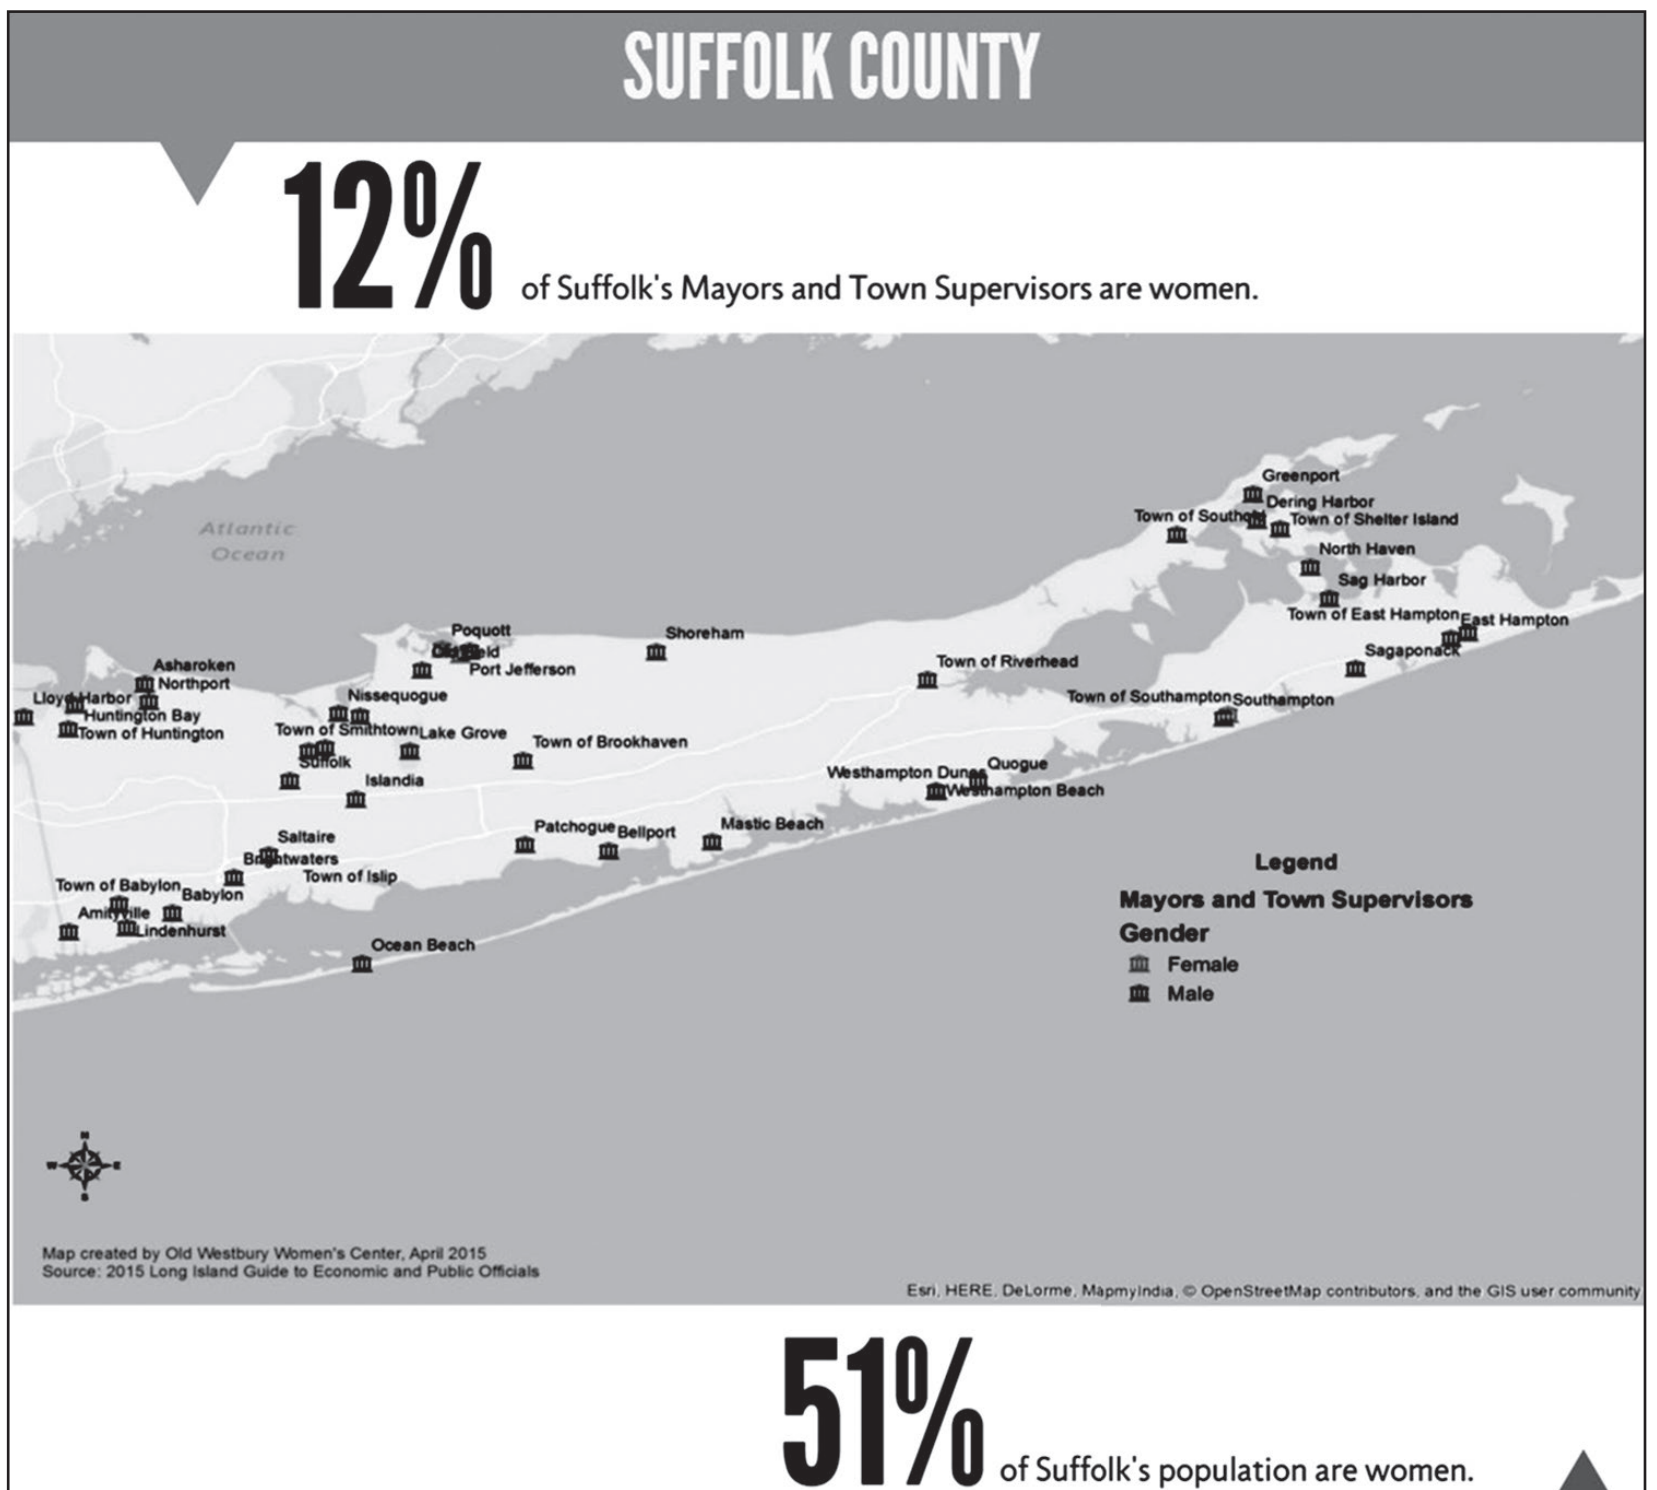 SUFFOLK COUNTY
12%
of Suffolk's Mayors and Town Supervisors are women.
Atlantic
Ocean
Greenport
Dering Harbor
Town of Southold
Town of Shelter Island
North Haven
Sag Harbor
Town of East Hampton
East Hampton
Sagaponack
Poquott
Port Jefferson
Shoreham
Asharoken
Northport
Lloyd Harbor
Huntington Bay
Town of Huntington
Nissequogue
Town of Smithtown
Lake Grove
Suffolk
Islandia
Town of Brookhaven
Town of Riverhead
Town of Southampton
Southampton
Westhampton Dunes
Quogue
Westhampton Beach
Patchogue
Bellport
Mastic Beach
Saltaire
Brightwaters
Town of Islip
Town of Babylon
Babylon
Amityville
Lindenhurst
Ocean Beach
Legend
Mayors and Town Supervisors
Gender
Female
Male
N
W E
S
Map created by Old Westbury Women's Center, April 2015
Source: 2015 Long Island Guide to Economic and Public Officials
Esri, HERE, DeLorme, MapmyIndia, © OpenStreetMap contributors, and the GIS user community
51%
of Suffolk's population are women.